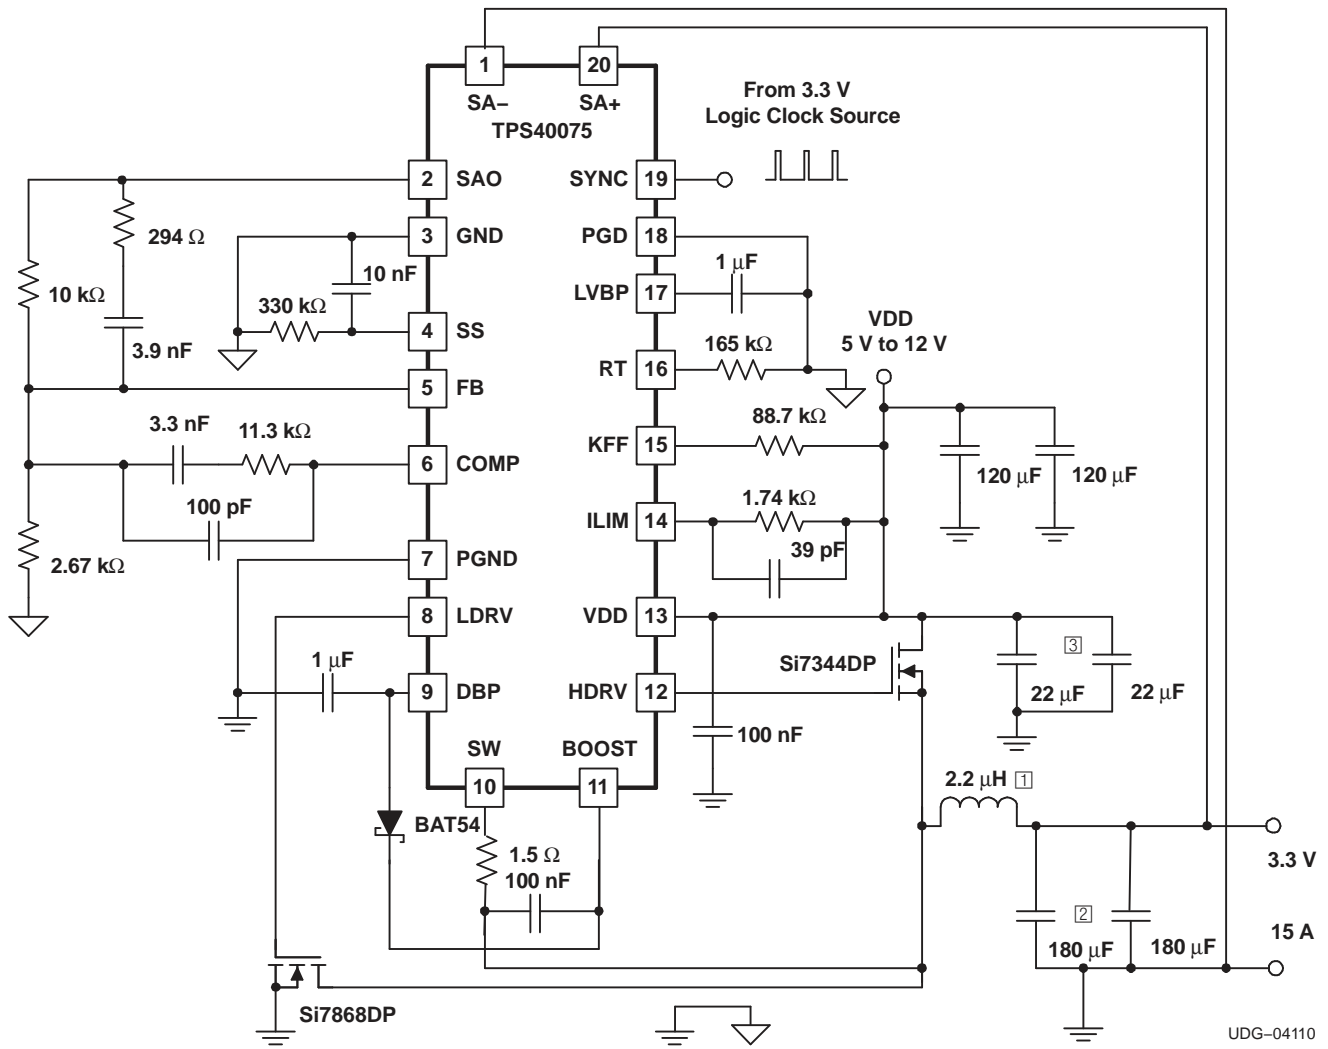 1
20
SA–
SA+
TPS40075
From 3.3 V
Logic Clock Source
2
SAO
SYNC
19
294 Ω
3
GND
PGD
18
10 nF
1 μF
10 kΩ
LVBP
17
330 kΩ
4
SS
VDD
5 V to 12 V
3.9 nF
165 kΩ
RT
16
5
FB
3.3 nF
11.3 kΩ
88.7 kΩ
KFF
15
6
COMP
120 μF
120 μF
100 pF
1.74 kΩ
ILIM
14
39 pF
2.67 kΩ
7
PGND
8
LDRV
VDD
13
Si7344DP
3
1 μF
22 μF
22 μF
9
DBP
HDRV
12
100 nF
SW
BOOST
10
11
2.2 μH 1
BAT54
1.5 Ω
100 nF
3.3 V
2
180 μF
180 μF
15 A
Si7868DP
UDG–04110